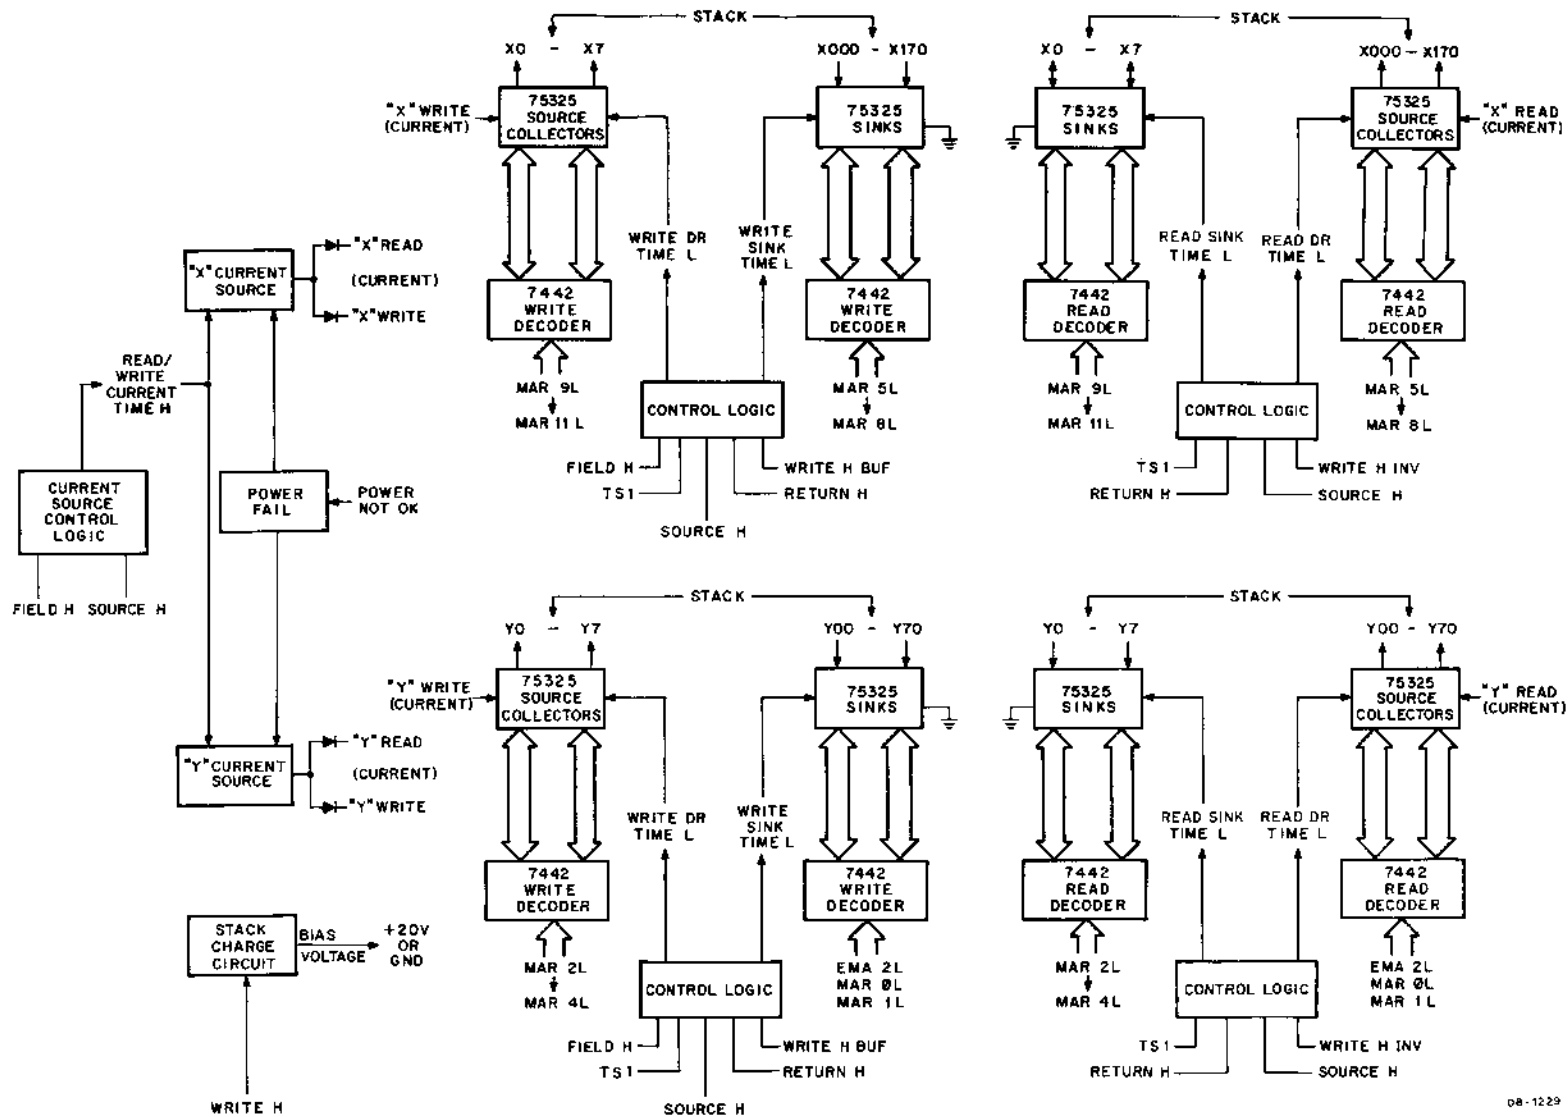 STACK
X0 - X7
X000 - X170
"X" WRITE
(CURRENT)
75325
SOURCE
COLLECTORS
75325
SINKS
WRITE DR
TIME L
WRITE
SINK
TIME L
7442
WRITE
DECODER
7442
WRITE
DECODER
MAR 9L
MAR 11L
MAR 5L
MAR 8L
CONTROL LOGIC
FIELD H
TS1
SOURCE H
RETURN H
WRITE H BUF
STACK
X0 - X7
X000 - X170
75325
SINKS
75325
SOURCE
COLLECTORS
"X" READ
(CURRENT)
READ SINK
TIME L
READ DR
TIME L
7442
READ
DECODER
7442
READ
DECODER
MAR 9L
MAR 11L
MAR 5L
MAR 8L
CONTROL LOGIC
TS1
RETURN H
WRITE H INV
SOURCE H
"X" CURRENT
SOURCE
"X" READ
(CURRENT)
"X" WRITE
READ/
WRITE
CURRENT
TIME H
CURRENT
SOURCE
CONTROL
LOGIC
FIELD H
SOURCE H
POWER
FAIL
POWER
NOT OK
"Y" CURRENT
SOURCE
"Y" READ
(CURRENT)
"Y" WRITE
STACK
CHARGE
CIRCUIT
BIAS
VOLTAGE
+20V
OR
GND
WRITE H
STACK
Y0 - Y7
Y00 - Y70
"Y" WRITE
(CURRENT)
75325
SOURCE
COLLECTORS
75325
SINKS
WRITE DR
TIME L
WRITE
SINK
TIME L
7442
WRITE
DECODER
7442
WRITE
DECODER
MAR 2L
MAR 4L
EMA 2L
MAR ØL
MAR 1L
CONTROL LOGIC
FIELD H
TS1
SOURCE H
RETURN H
WRITE H BUF
STACK
Y0 - Y7
Y00 - Y70
75325
SINKS
75325
SOURCE
COLLECTORS
"Y" READ
(CURRENT)
READ SINK
TIME L
READ DR
TIME L
7442
READ
DECODER
7442
READ
DECODER
MAR 2L
MAR 4L
EMA 2L
MAR ØL
MAR 1L
CONTROL LOGIC
TS1
RETURN H
WRITE H INV
SOURCE H
08-1229